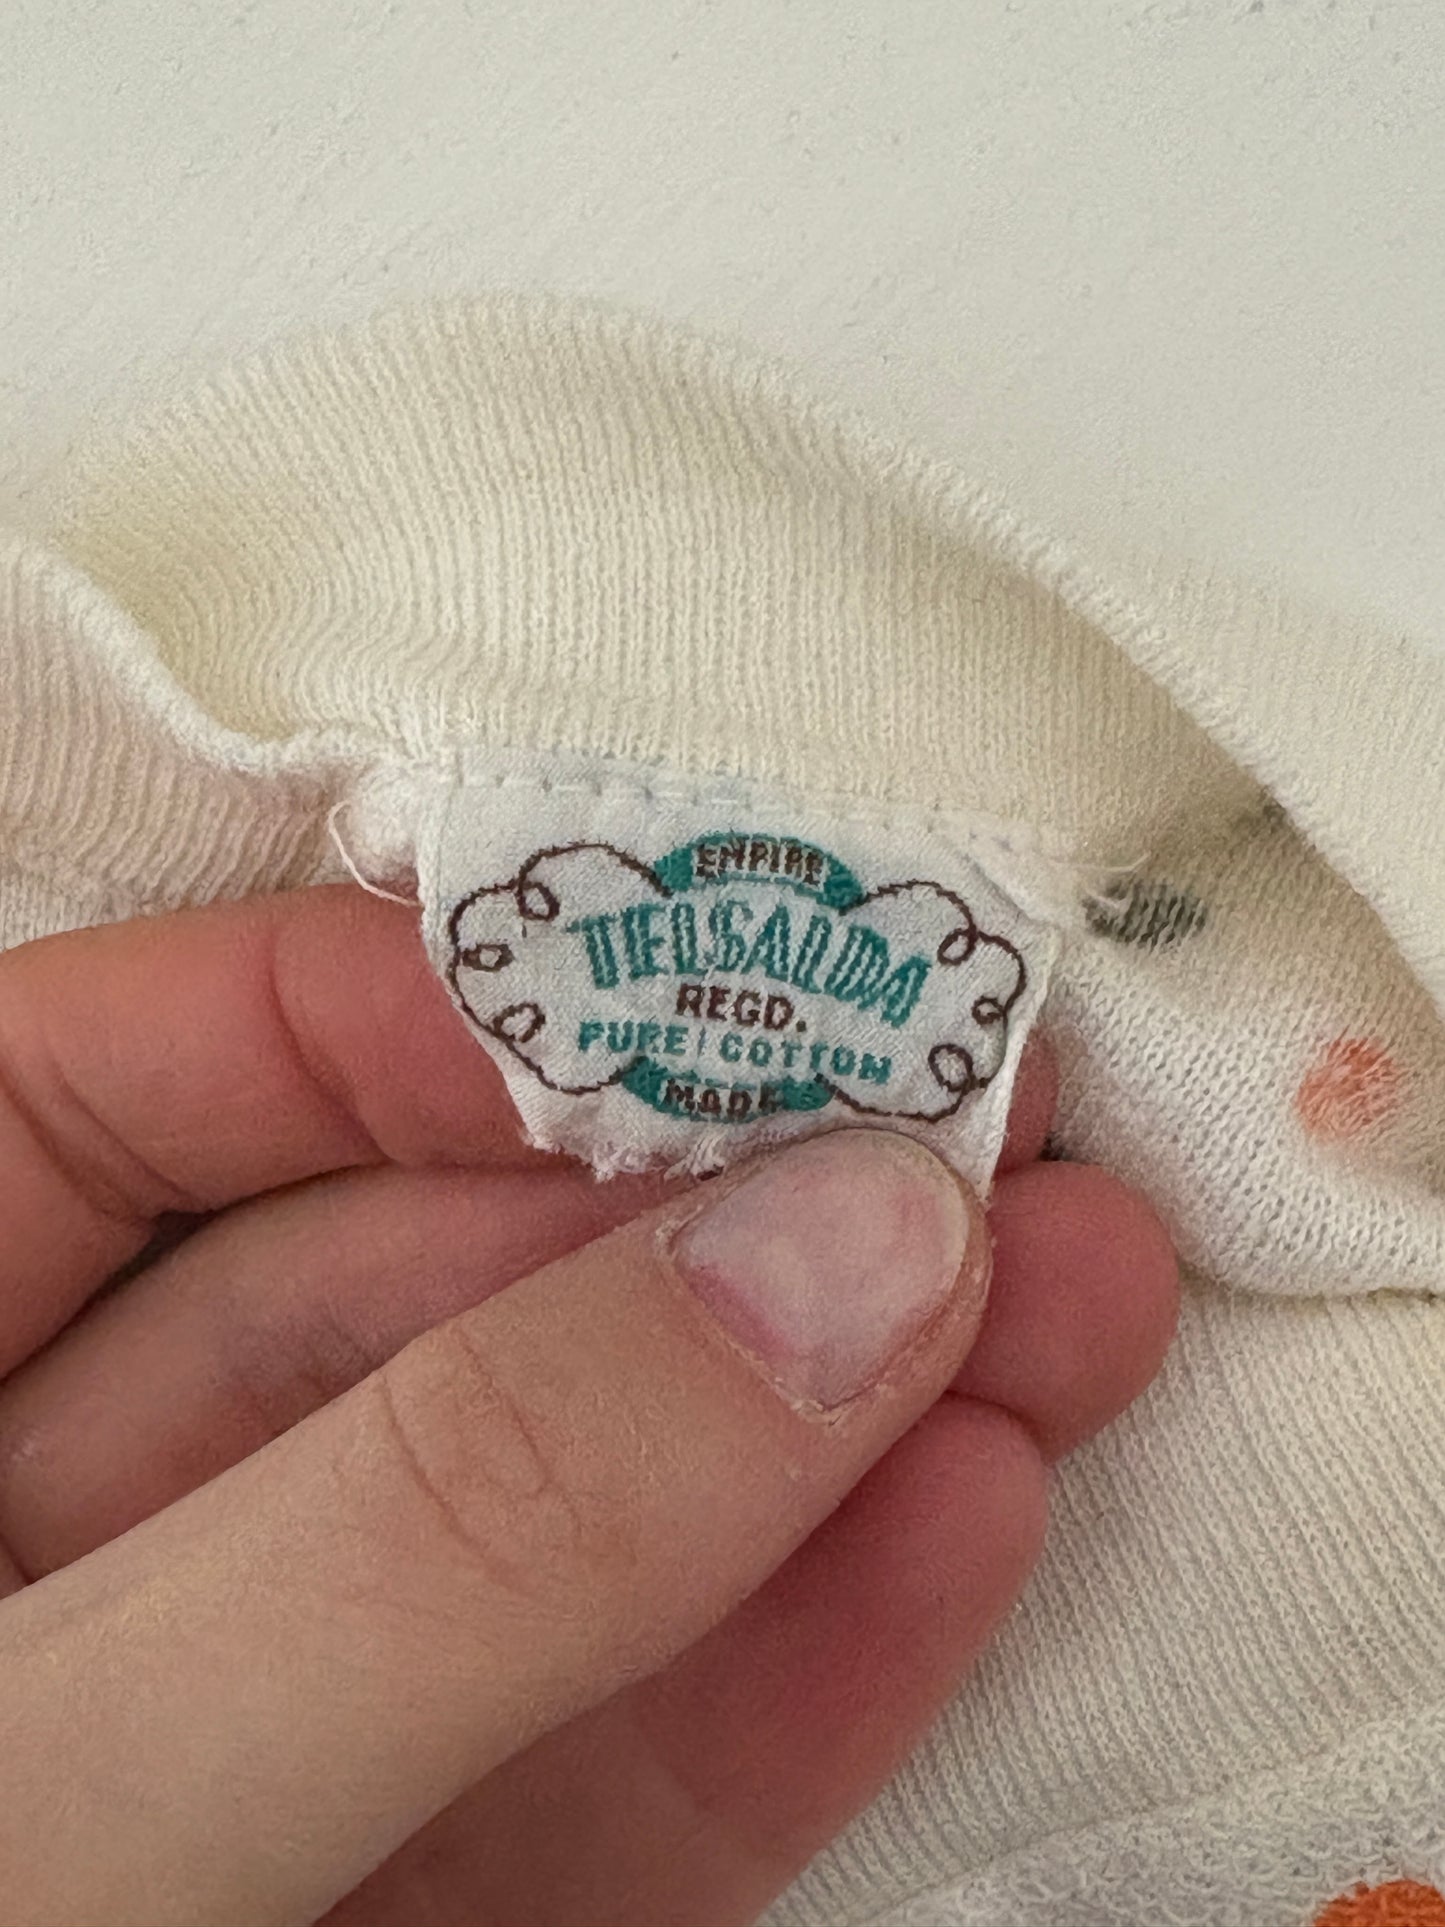 EMPIRE
TELSALDA
REGD.
PURE COTTON
MADE